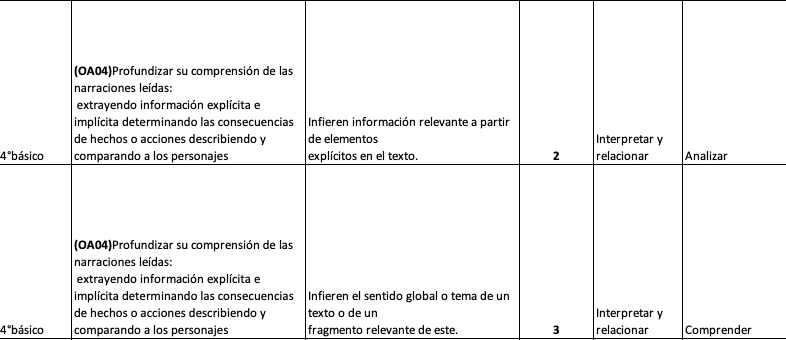 (OA04)Profundizar su comprensión de las
narraciones leídas:
extrayendo información explícita e
implícita determinando las consecuencias
de hechos o acciones describiendo y
comparando a los personajes
Infieren información relevante a partir
de elementos
explícitos en el texto.
4°básico
2
Interpretar y
relacionar
Analizar
(OA04)Profundizar su comprensión de las
narraciones leídas:
extrayendo información explícita e
implícita determinando las consecuencias
de hechos o acciones describiendo y
comparando a los personajes
Infieren el sentido global o tema de un
texto o de un
fragmento relevante de este.
4°básico
3
Interpretar y
relacionar
Comprender